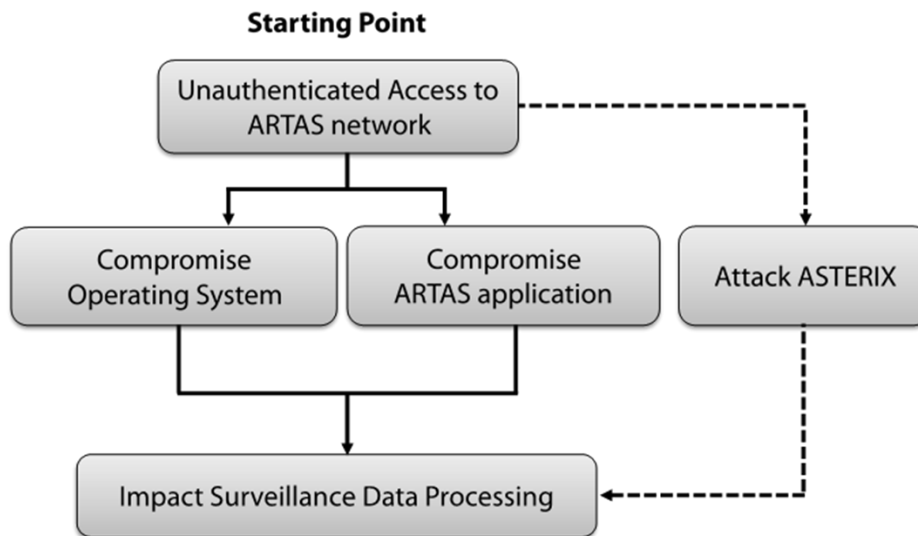 Starting Point
Unauthenticated Access to
ARTAS network
Compromise
Operating System
Compromise
ARTAS application
Attack ASTERIX
Impact Surveillance Data Processing